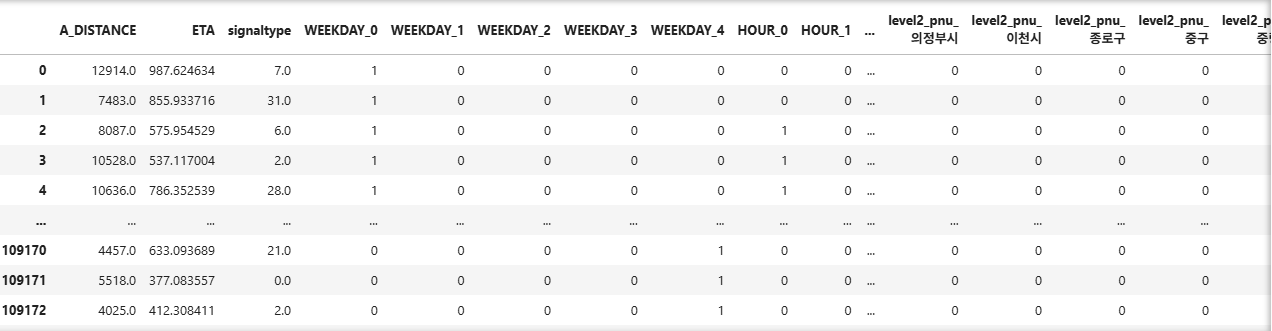 A_DISTANCE ETA signaltype WEEKDAY_0 WEEKDAY_1 WEEKDAY_2 WEEKDAY_3 WEEKDAY_4 HOUR_0 HOUR_1 ... level2_pnu_의정부시 level2_pnu_이천시 level2_pnu_종로구 level2_pnu_중구
0 12914.0 987.624634 7.0 1 0 0 0 0 0 0 ... 0 0 0 0
1 7483.0 855.933716 31.0 1 0 0 0 0 0 0 ... 0 0 0 0
2 8087.0 575.954529 6.0 1 0 0 0 0 1 0 ... 0 0 0 0
3 10528.0 537.117004 2.0 1 0 0 0 0 1 0 ... 0 0 0 0
4 10636.0 786.352539 28.0 1 0 0 0 0 1 0 ... 0 0 0 0
... ... ... ... ... ... ... ... ... ... ... ... ... ... ... ...
109170 4457.0 633.093689 21.0 0 0 0 0 1 0 0 ... 0 0 0 0
109171 5518.0 377.083557 0.0 0 0 0 0 1 0 0 ... 0 0 0 0
109172 4025.0 412.308411 2.0 0 0 0 0 1 0 0 ... 0 0 0 0